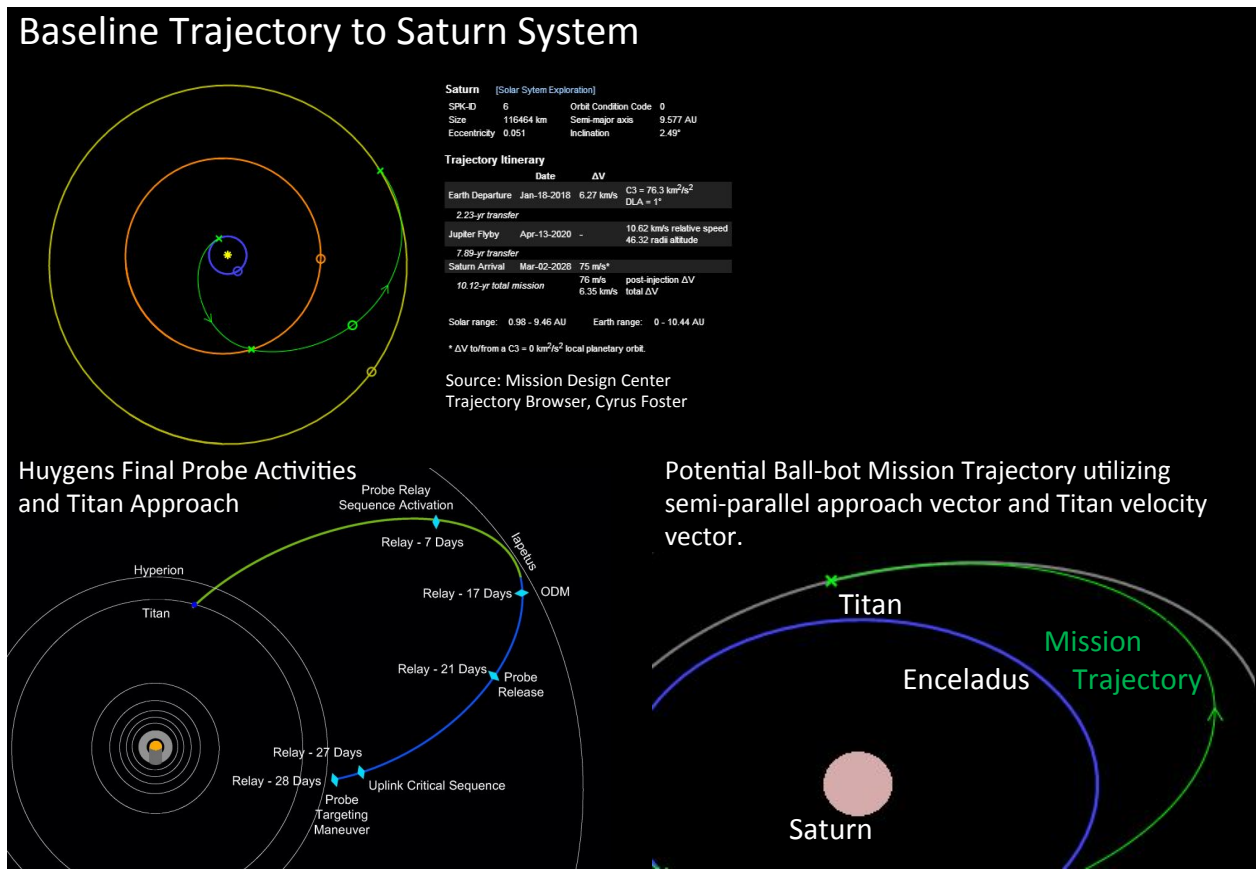 Baseline Trajectory to Saturn System
Saturn [Solar Sytem Exploration]
SPK-ID 6 Orbit Condition Code 0
Size 116464 km Semi-major axis 9.577 AU
Eccentricity 0.051 Inclination 2.49°
Trajectory Itinerary
Date ΔV
Earth Departure Jan-18-2018 6.27 km/s C3 = 76.3 km²/s²
DLA = 1°
2.23-yr transfer
Jupiter Flyby Apr-13-2020 - 10.62 km/s relative speed
46.32 radii altitude
7.89-yr transfer
Saturn Arrival Mar-02-2028 75 m/s*
10.12-yr total mission 76 m/s post-injection ΔV
6.35 km/s total ΔV
Solar range: 0.98 - 9.46 AU Earth range: 0 - 10.44 AU
* ΔV to/from a C3 = 0 km²/s² local planetary orbit.
Source: Mission Design Center
Trajectory Browser, Cyrus Foster
Huygens Final Probe Activities
and Titan Approach
Probe Relay
Sequence Activation
Relay - 7 Days
Iapetus
Hyperion
Titan
Relay - 17 Days
ODM
Relay - 21 Days
Probe
Release
Relay - 27 Days
Uplink Critical Sequence
Relay - 28 Days
Probe
Targeting
Maneuver
Potential Ball-bot Mission Trajectory utilizing
semi-parallel approach vector and Titan velocity
vector.
Titan
Mission
Trajectory
Enceladus
Saturn